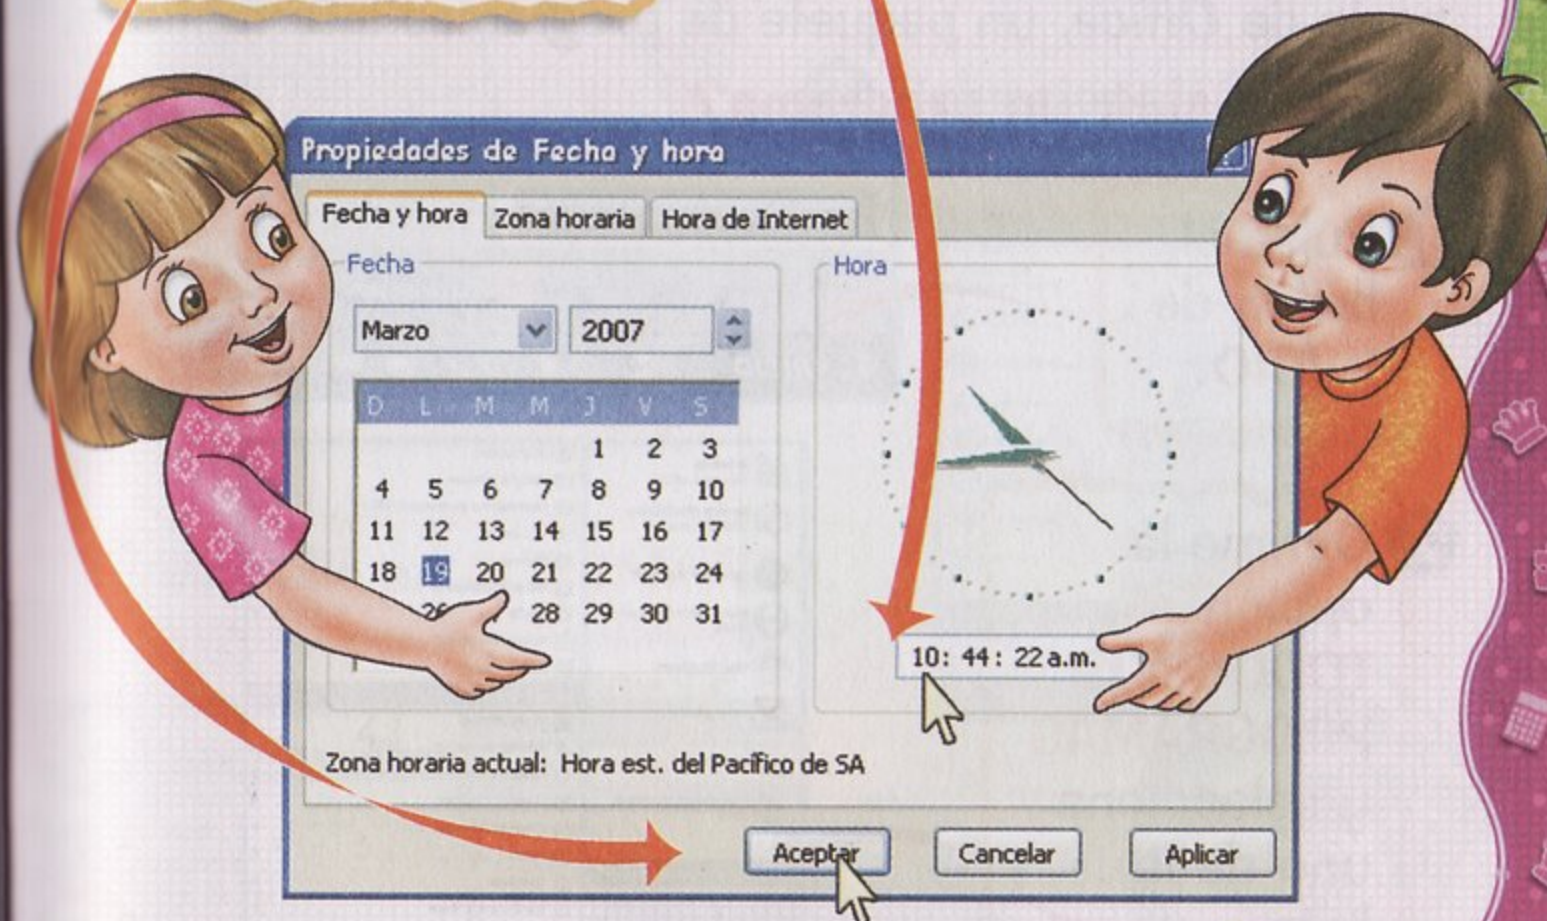 Propiedades de Fecha y hora
Fecha y hora Zona horaria Hora de Internet
Fecha
Hora
Marzo 2007
D L M M J V S
1 2 3
4 5 6 7 8 9 10
11 12 13 14 15 16 17
18 19 20 21 22 23 24
28 29 30 31
10: 44: 22 a.m.
Zona horaria actual: Hora est. del Pacífico de SA
Aceptar Cancelar Aplicar